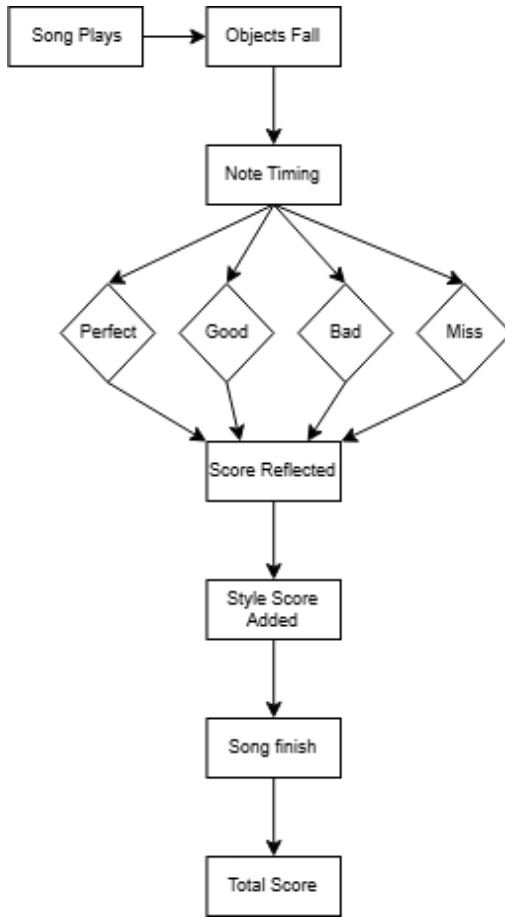 Song Plays
Objects Fall
Note Timing
Perfect
Good
Bad
Miss
Score Reflected
Style Score
Added
Song finish
Total Score